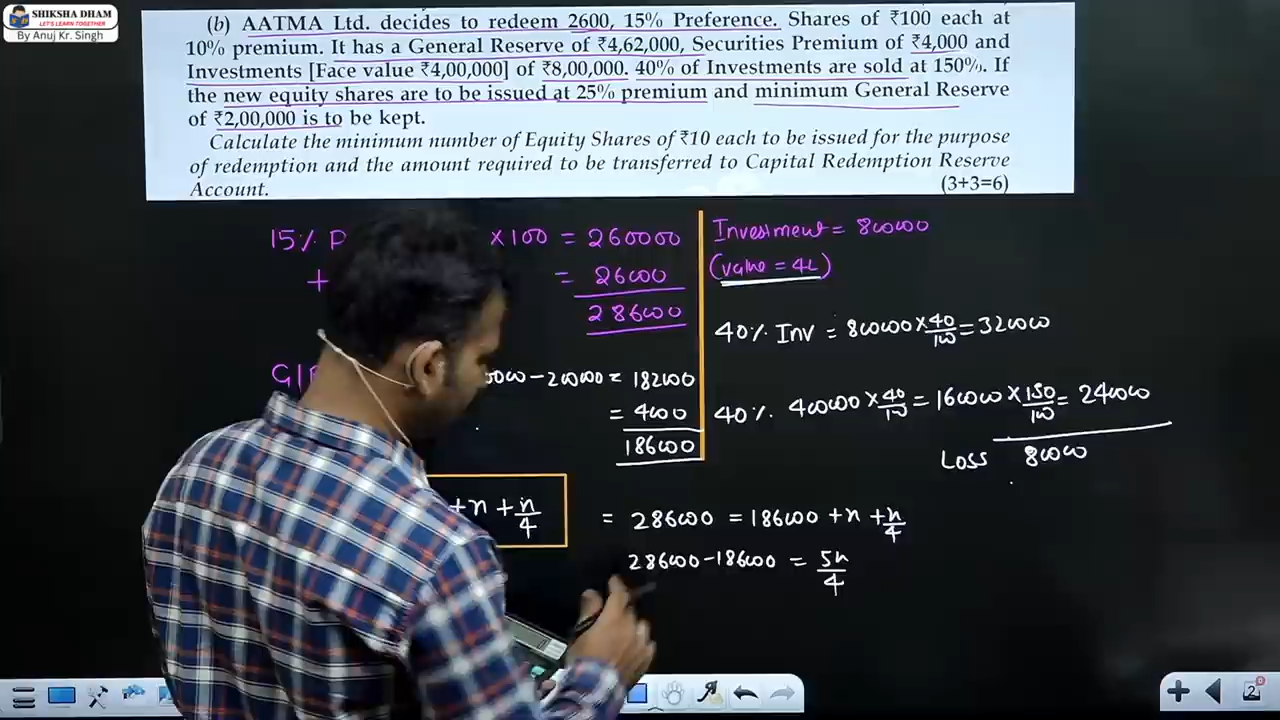 SHIKSHA DHAM
LET'S LEARN TOGETHER
By Anuj Kr. Singh
(b) AATMA Ltd. decides to redeem 2600, 15% Preference. Shares of ₹100 each at
10% premium. It has a General Reserve of ₹4,62,000, Securities Premium of ₹4,000 and
Investments [Face value ₹4,00,000] of ₹8,00,000. 40% of Investments are sold at 150%. If
the new equity shares are to be issued at 25% premium and minimum General Reserve
of ₹2,00,000 is to be kept.
Calculate the minimum number of Equity Shares of ₹10 each to be issued for the purpose
of redemption and the amount required to be transferred to Capital Redemption Reserve
Account. (3+3=6)
15% P ×100 = 260000
+ = 26000
286000
G/R 000 - 200000 = 182000
= 4000
186000
+ n + n/4
Investment = 800000
(value = 4L)
40% Inv = 800000 × 40/100 = 320000
40% 400000 × 40/100 = 160000 × 150/100 = 240000
Loss 80000
= 286000 = 186000 + n + n/4
286000 - 186000 = 5n/4
2